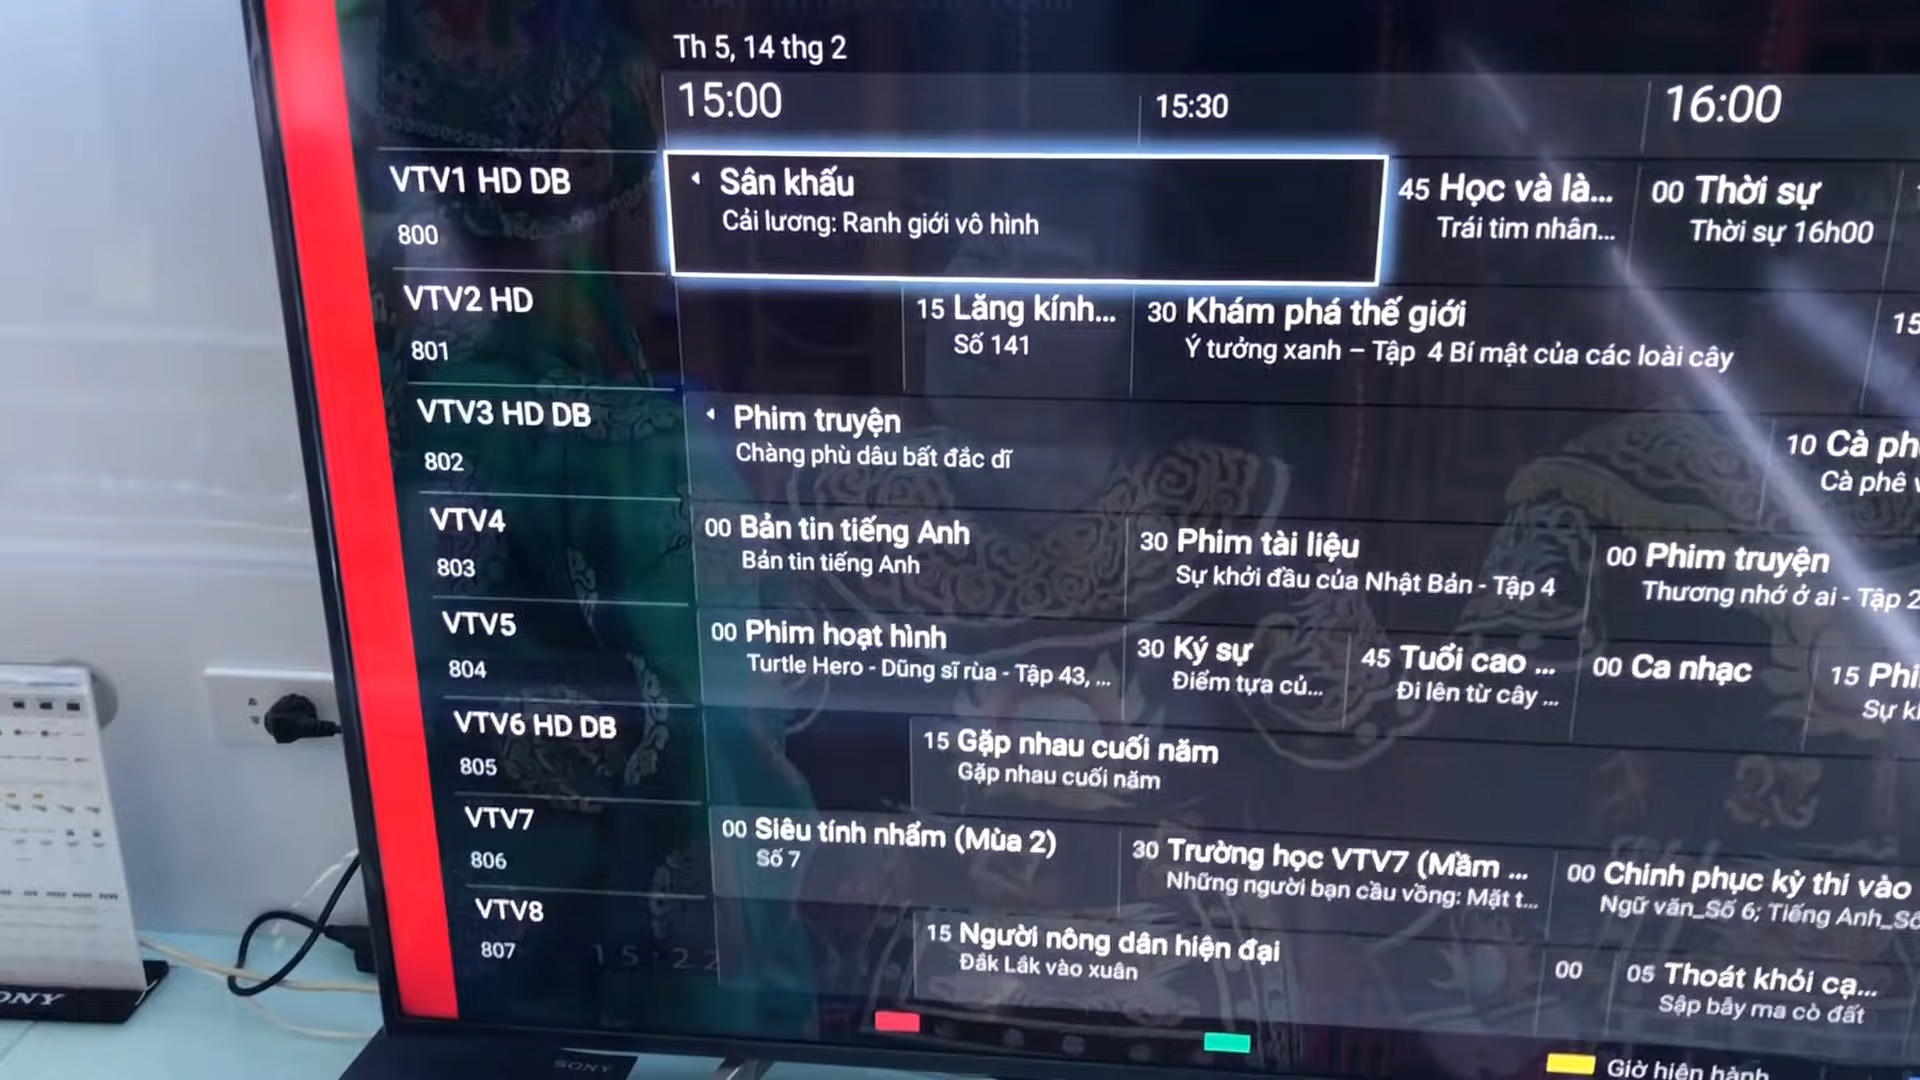 Th 5, 14 thg 2
15:00 15:30 16:00
VTV1 HD DB
800
Sân khấu
Cải lương: Ranh giới vô hình
45 Học và là...
Trái tim nhân...
00 Thời sự
Thời sự 16h00
VTV2 HD
801
15 Lăng kính...
Số 141
30 Khám phá thế giới
Ý tưởng xanh – Tập 4 Bí mật của các loài cây
15
VTV3 HD DB
802
Phim truyện
Chàng phù dâu bất đắc dĩ
10 Cà
Cà phê
VTV4
803
00 Bản tin tiếng Anh
Bản tin tiếng Anh
30 Phim tài liệu
Sự khởi đầu của Nhật Bản - Tập 4
00 Phim truyện
Thương nhớ ở ai - Tập 2
VTV5
804
00 Phim hoạt hình
Turtle Hero - Dũng sĩ rùa - Tập 43, ...
30 Ký sự
Điểm tựa củ...
45 Tuổi cao ...
Đi lên từ cây ...
00 Ca nhạc
15 Phi
Sự
VTV6 HD DB
805
15 Gặp nhau cuối năm
Gặp nhau cuối năm
VTV7
806
00 Siêu tính nhẩm (Mùa 2)
Số 7
30 Trường học VTV7 (Mầm ...
Những người bạn cầu vồng: Mặt t...
00 Chinh phục kỳ thi vào
Ngữ văn_Số 6; Tiếng Anh_Số
VTV8
807
15:22
15 Người nông dân hiện đại
Đắk Lắk vào xuân
00
05 Thoát khỏi cạ...
Sập bẫy ma cò đất
Giờ hiện hành
SONY